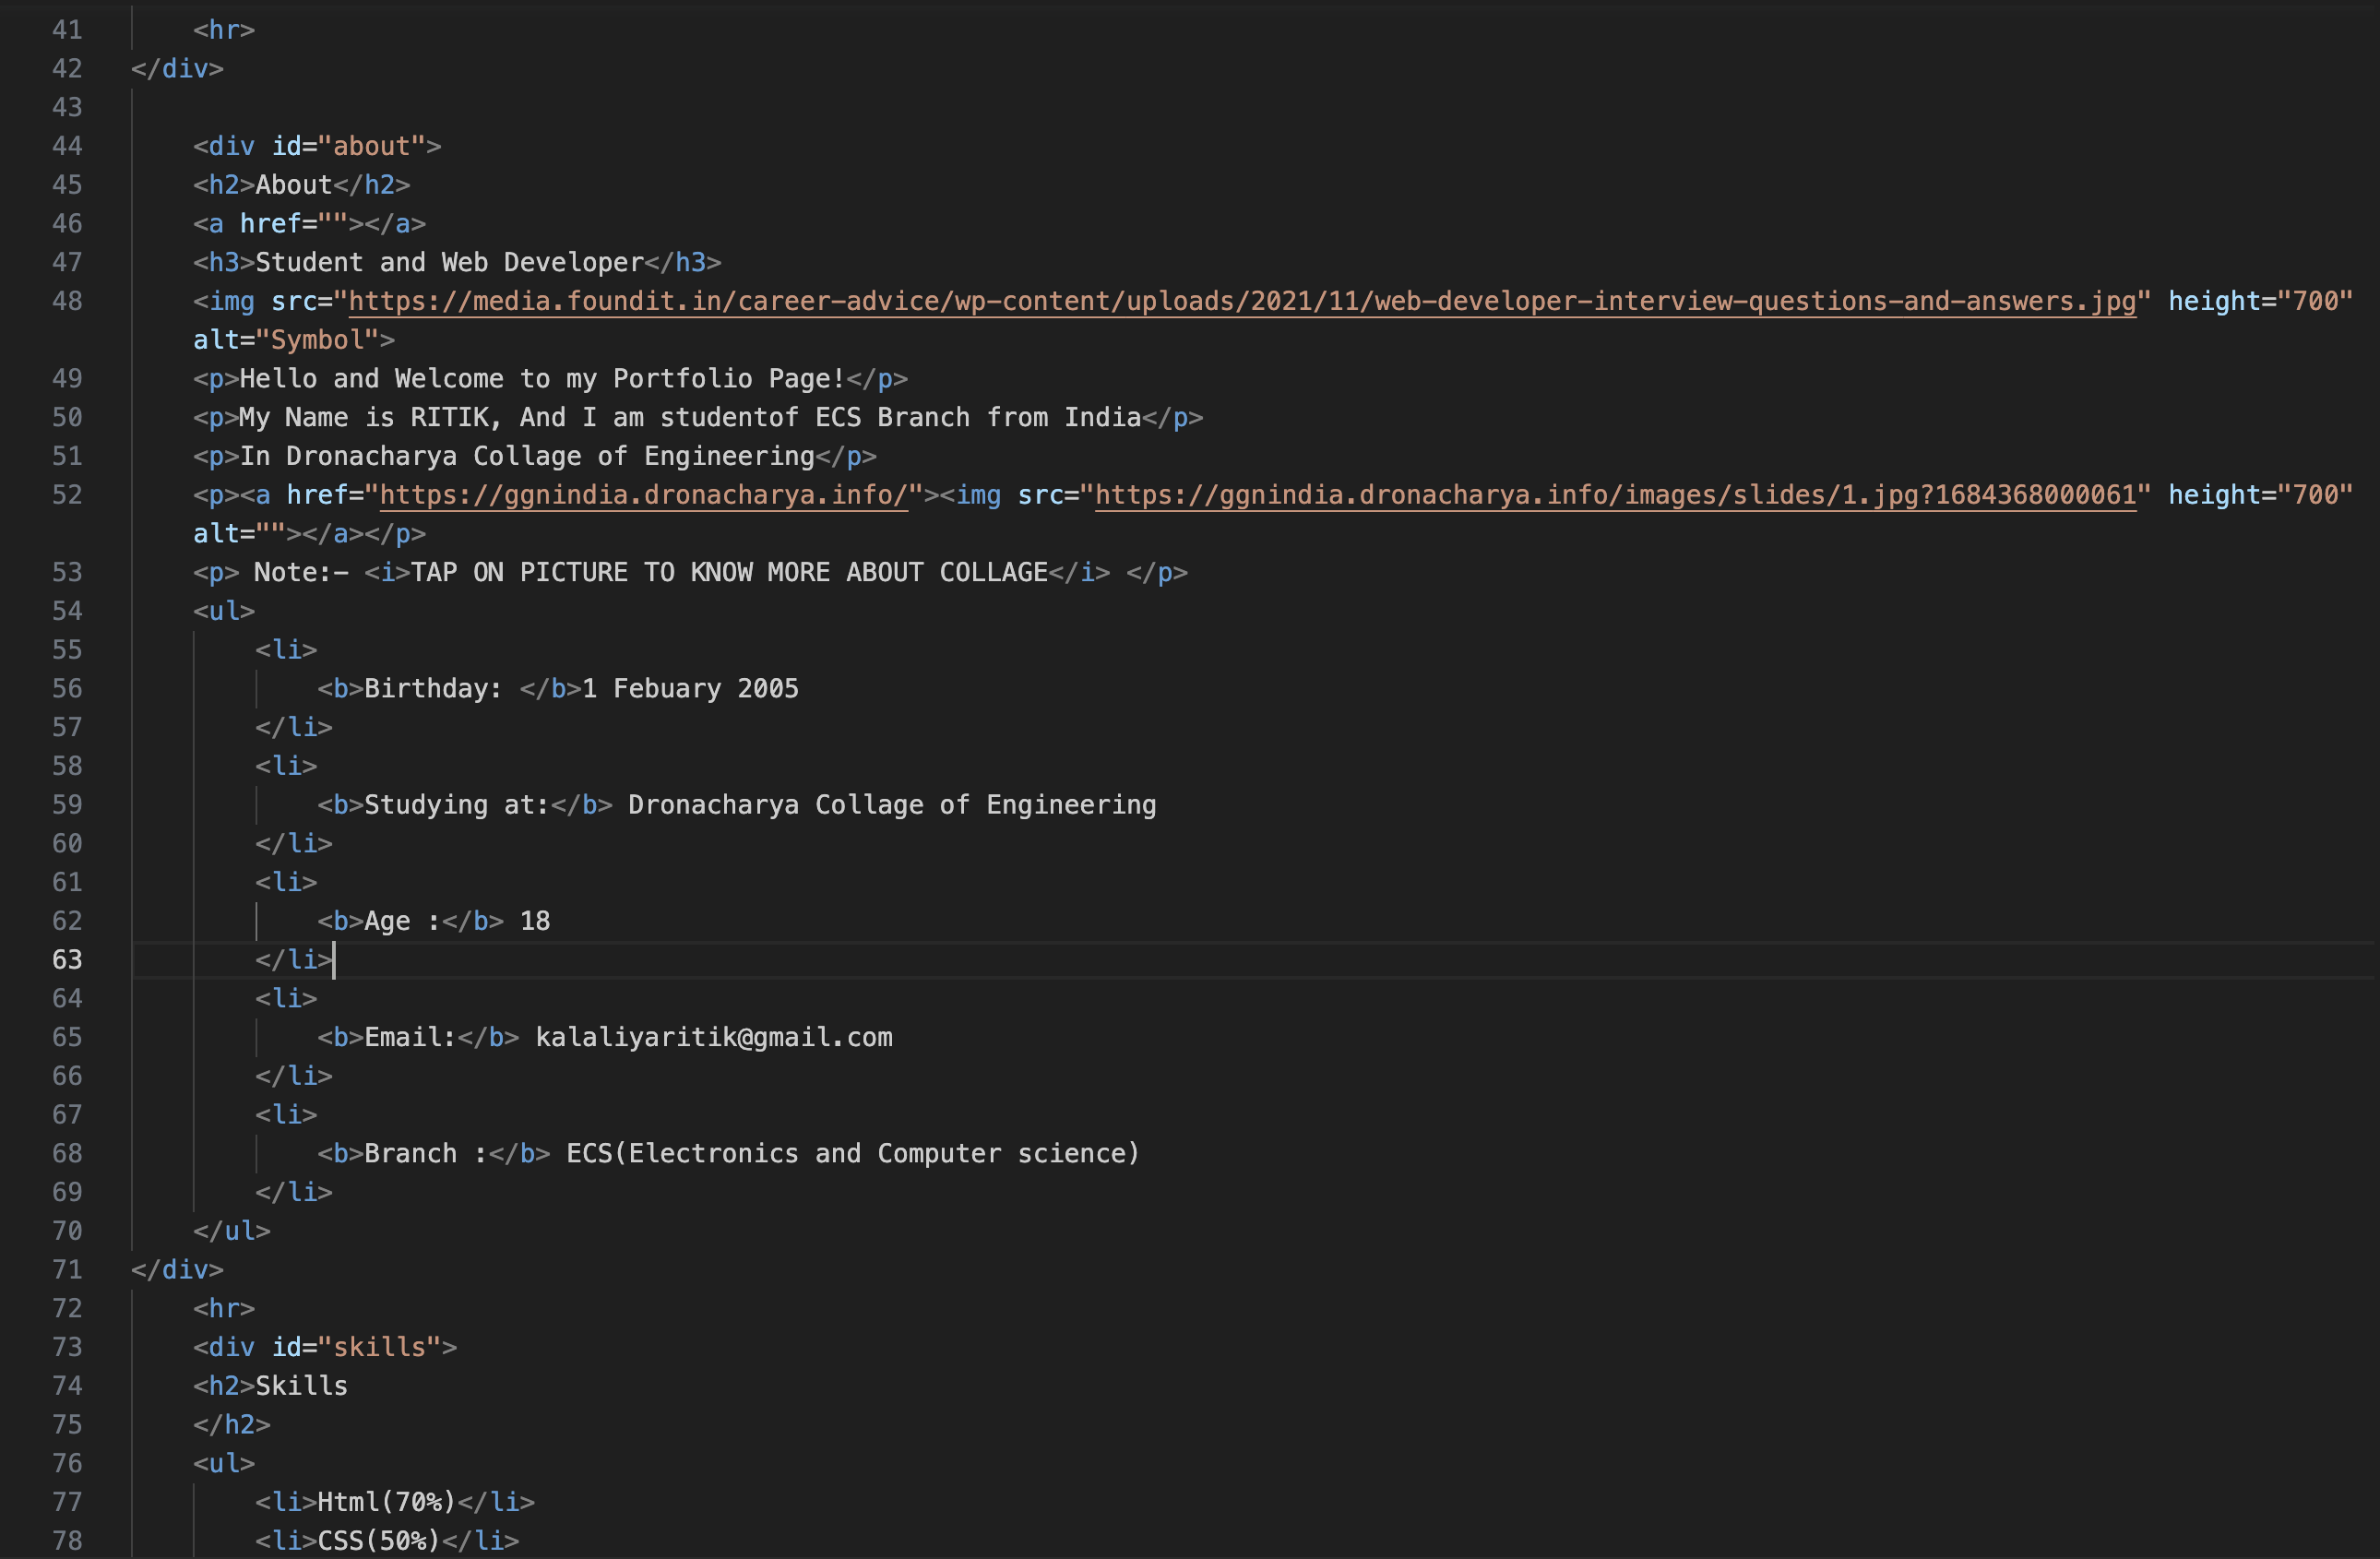 41 <hr>
42 </div>
43
44 <div id="about">
45 <h2>About</h2>
46 <a href=""></a>
47 <h3>Student and Web Developer</h3>
48 <img src="https://media.foundit.in/career-advice/wp-content/uploads/2021/11/web-developer-interview-questions-and-answers.jpg" height="700"
alt="Symbol">
49 <p>Hello and Welcome to my Portfolio Page!</p>
50 <p>My Name is RITIK, And I am studentof ECS Branch from India</p>
51 <p>In Dronacharya Collage of Engineering</p>
52 <p><a href="https://ggnindia.dronacharya.info/"><img src="https://ggnindia.dronacharya.info/images/slides/1.jpg?1684368000061" height="700"
alt=""></a></p>
53 <p> Note:- <i>TAP ON PICTURE TO KNOW MORE ABOUT COLLAGE</i> </p>
54 <ul>
55 <li>
56 <b>Birthday: </b>1 Febuary 2005
57 </li>
58 <li>
59 <b>Studying at:</b> Dronacharya Collage of Engineering
60 </li>
61 <li>
62 <b>Age :</b> 18
63 </li>
64 <li>
65 <b>Email:</b> kalaliyaritik@gmail.com
66 </li>
67 <li>
68 <b>Branch :</b> ECS(Electronics and Computer science)
69 </li>
70 </ul>
71 </div>
72 <hr>
73 <div id="skills">
74 <h2>Skills
75 </h2>
76 <ul>
77 <li>Html(70%)</li>
78 <li>CSS(50%)</li>